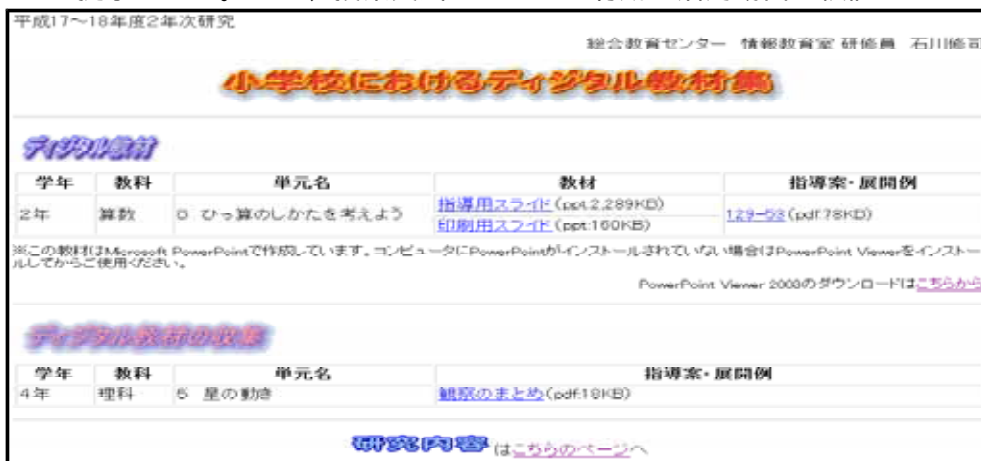 平成17～18年度2年次研究
総合教育センター 情報教育室 研修員 石川修司
小学校におけるディジタル教材集
ディジタル教材
学年 教科 単元名 教材 指導案・展開例
2年 算数 ひっ算のしかたを考えよう 指導用スライド(ppt:2,289KB) 129-53(pdf:78KB)
印刷用スライド(ppt:160KB)
※この教材はMicrosoft PowerPointで作成しています。コンピュータにPowerPointがインストールされていない場合はPowerPoint Viewerをインストー
ルしてからご使用ください。
PowerPoint Viewer 2003のダウンロードはこちらから
ディジタル教材の収集
学年 教科 単元名 指導案・展開例
4年 理科 星の動き 観察のまとめ(pdf:18KB)
研究内容 はこちらのページへ